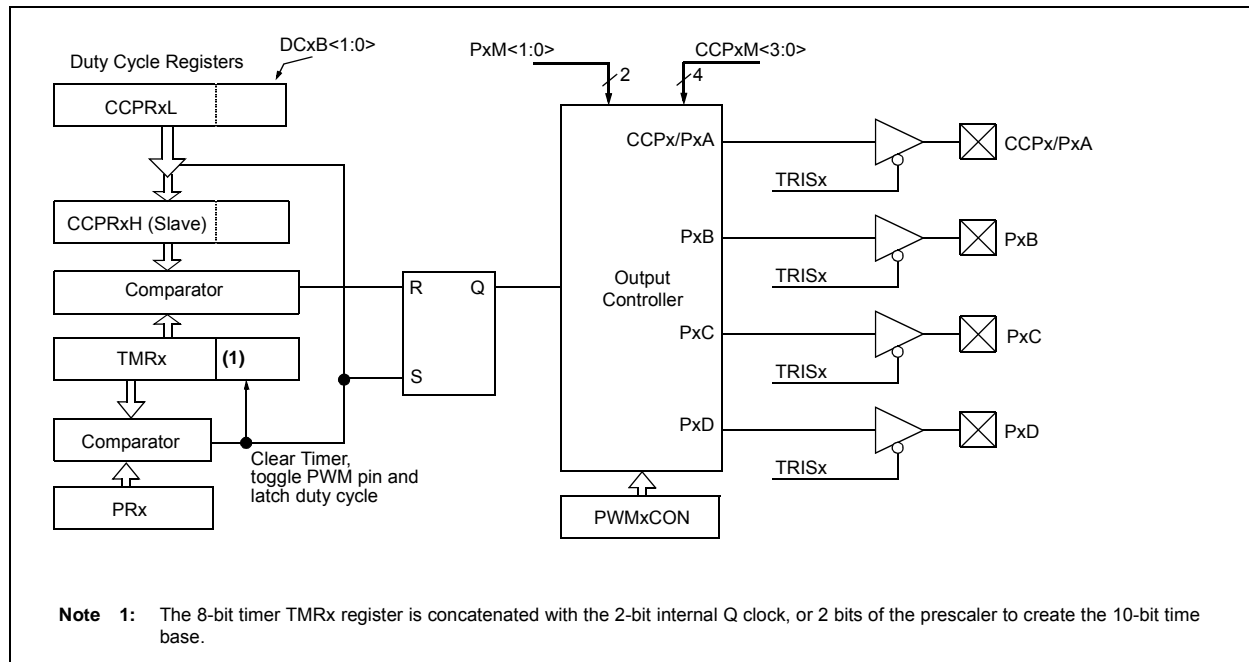 DCxB<1:0>
Duty Cycle Registers
CCPRxL
CCPRxH (Slave)
Comparator
TMRx
(1)
Comparator
PRx
Clear Timer,
toggle PWM pin and
latch duty cycle
R
Q
S
PxM<1:0>
2
CCPxM<3:0>
4
Output
Controller
CCPx/PxA
PxB
PxC
PxD
PWMxCON
TRISx
CCPx/PxA
TRISx
PxB
TRISx
PxC
TRISx
PxD
Note 1: The 8-bit timer TMRx register is concatenated with the 2-bit internal Q clock, or 2 bits of the prescaler to create the 10-bit time
base.